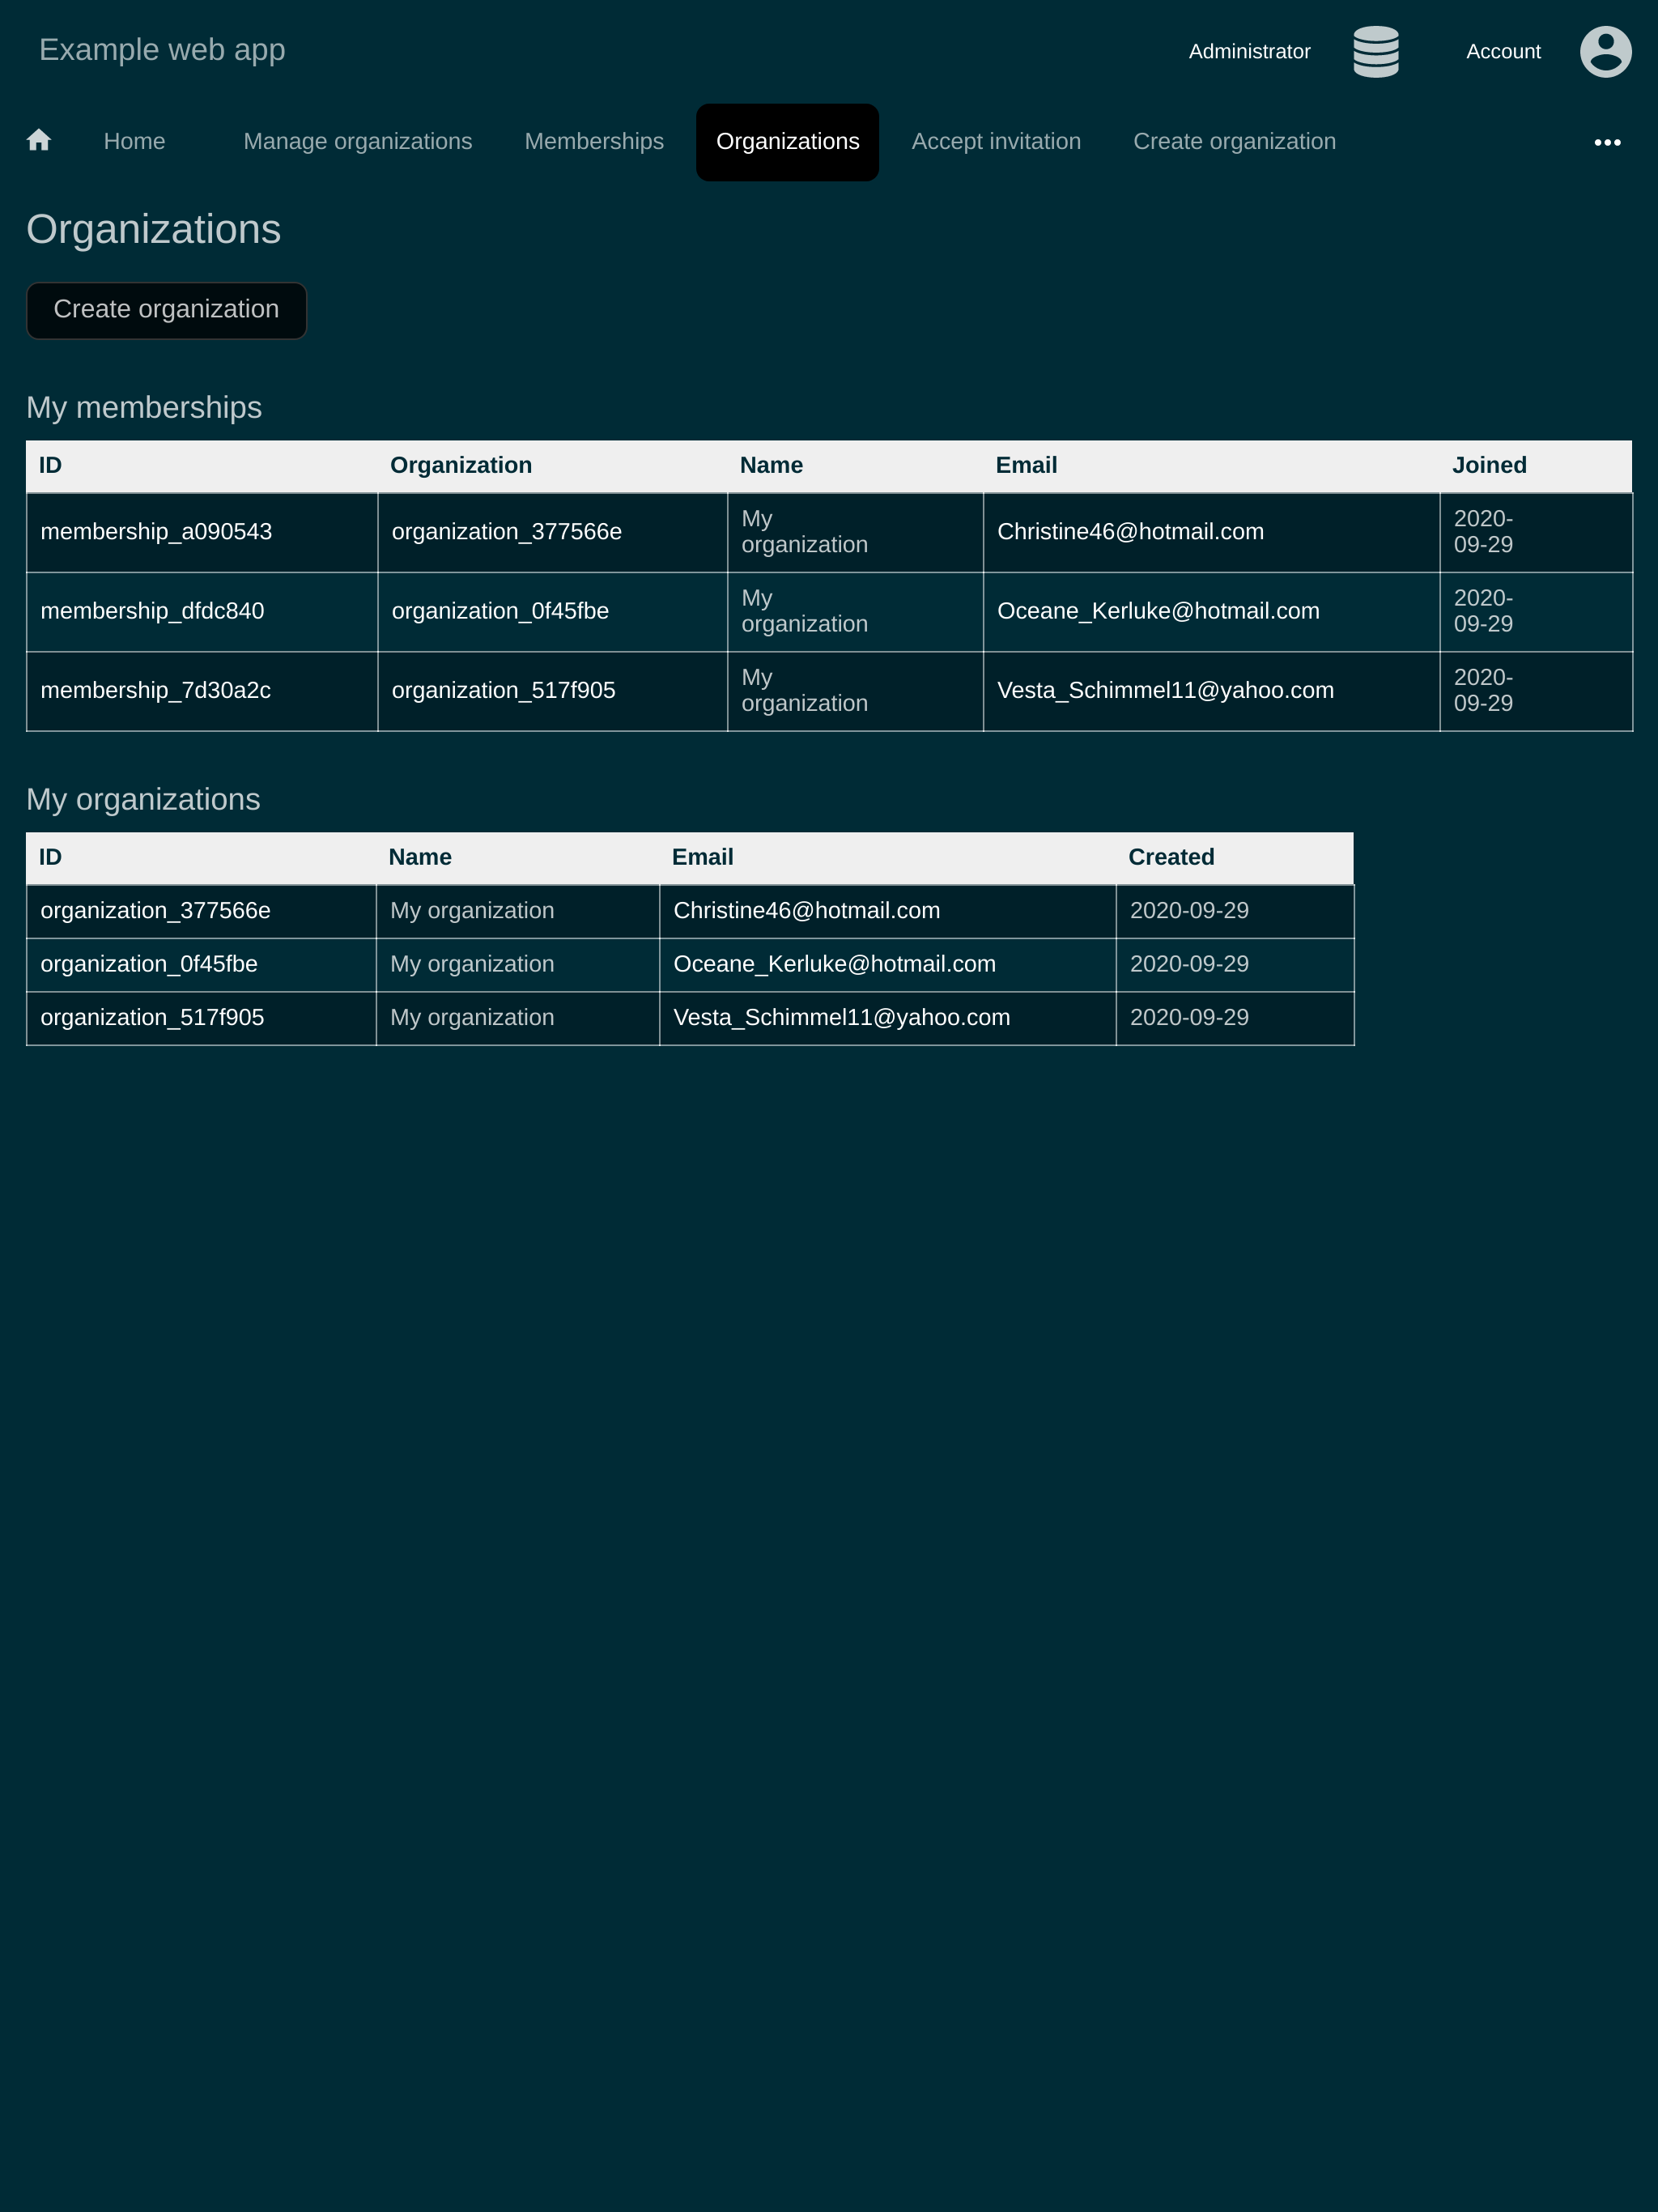 Example web app
Administrator
Account
Home
Manage organizations
Memberships
Organizations
Accept invitation
Create organization
Organizations
Create organization
My memberships
ID Organization Name Email Joined
membership_a090543 organization_377566e My organization Christine46@hotmail.com 2020-09-29
membership_dfdc840 organization_0f45fbe My organization Oceane_Kerluke@hotmail.com 2020-09-29
membership_7d30a2c organization_517f905 My organization Vesta_Schimmel11@yahoo.com 2020-09-29
My organizations
ID Name Email Created
organization_377566e My organization Christine46@hotmail.com 2020-09-29
organization_0f45fbe My organization Oceane_Kerluke@hotmail.com 2020-09-29
organization_517f905 My organization Vesta_Schimmel11@yahoo.com 2020-09-29